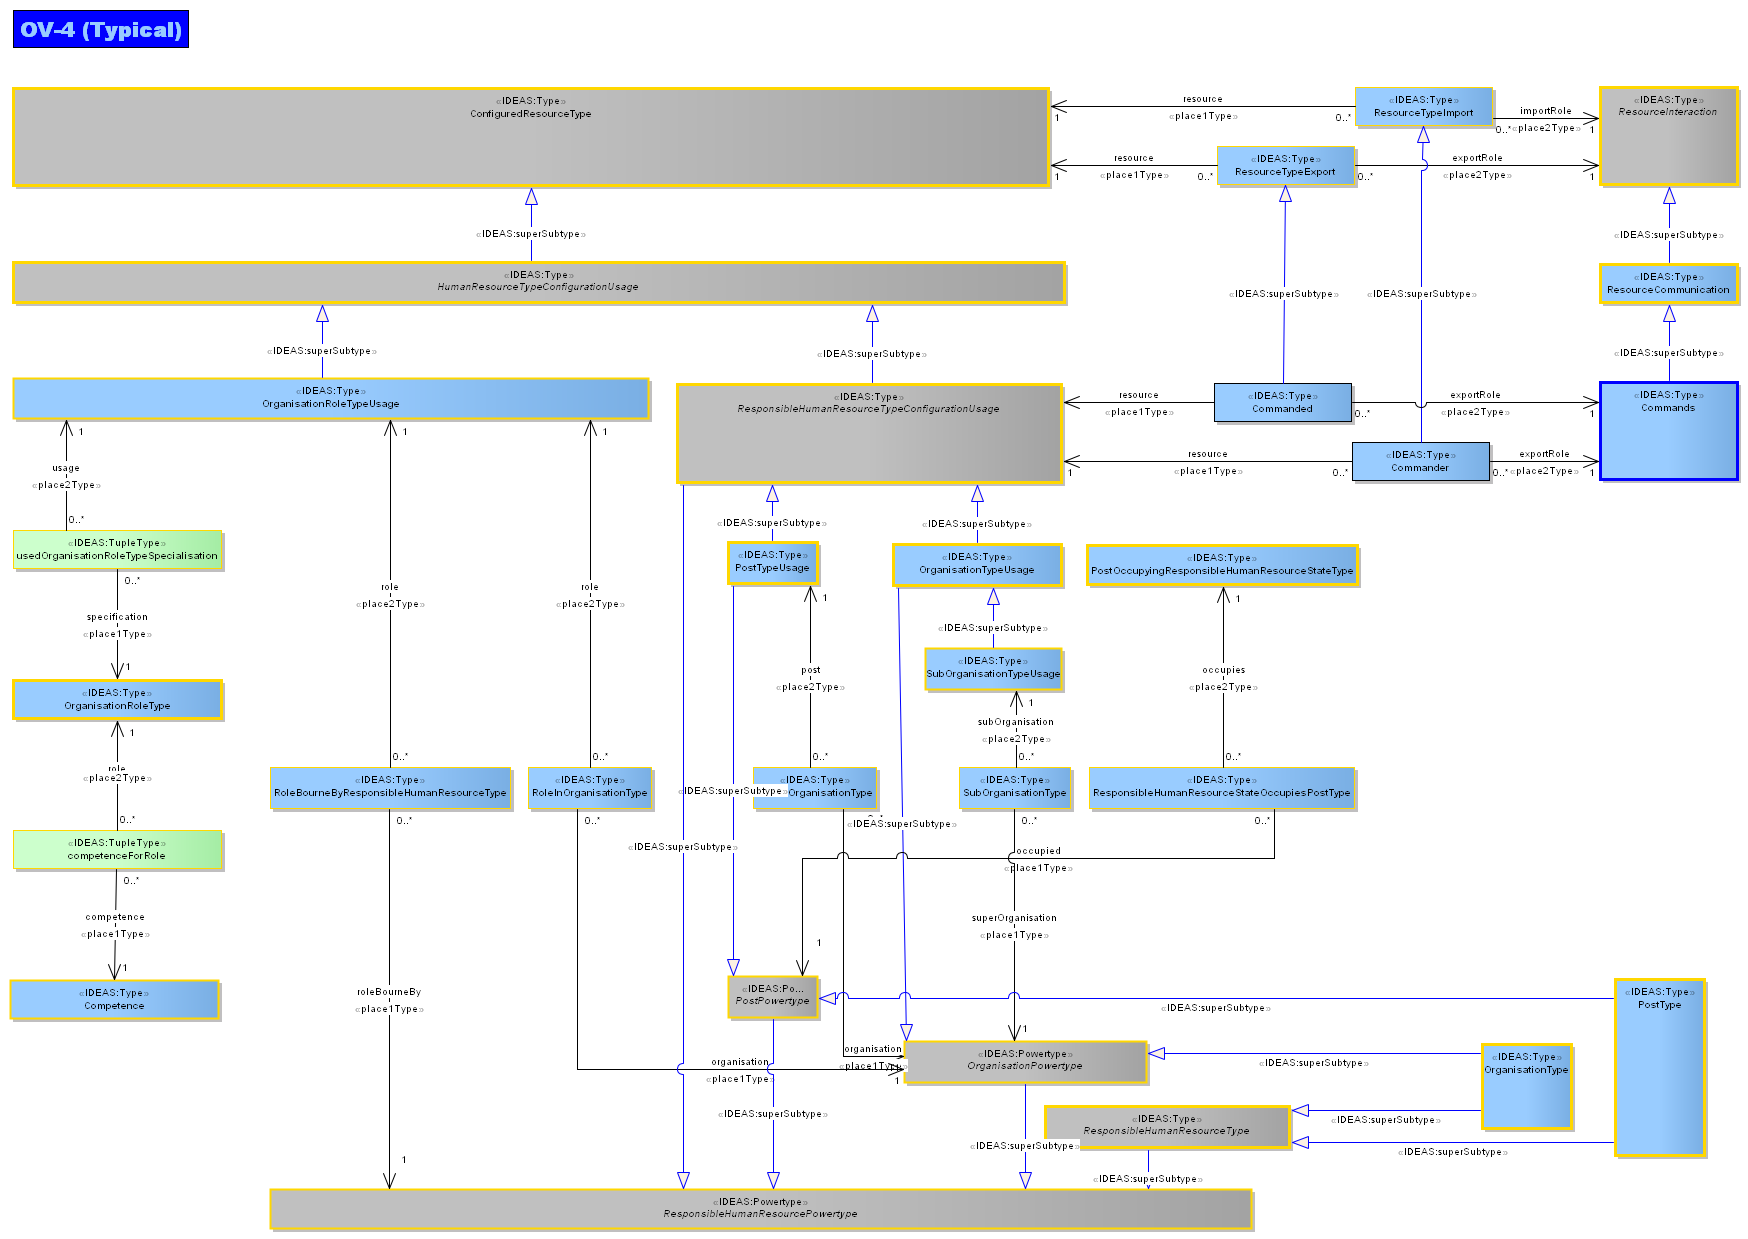 OV-4 (Typical)
«IDEAS:Type»
ConfiguredResourceType
resource
«place1Type»
1
0..*
«IDEAS:Type»
ResourceTypeImport
importRole
0..*
«place2Type»
1
«IDEAS:Type»
ResourceInteraction
resource
«place1Type»
1
0..*
«IDEAS:Type»
ResourceTypeExport
exportRole
0..*
«place2Type»
1
«IDEAS:superSubtype»
«IDEAS:superSubtype»
«IDEAS:Type»
HumanResourceTypeConfigurationUsage
«IDEAS:superSubtype»
«IDEAS:superSubtype»
«IDEAS:Type»
ResourceCommunication
«IDEAS:superSubtype»
«IDEAS:superSubtype»
«IDEAS:superSubtype»
«IDEAS:Type»
OrganisationRoleTypeUsage
«IDEAS:Type»
ResponsibleHumanResourceTypeConfigurationUsage
resource
«place1Type»
1
«IDEAS:Type»
Commanded
exportRole
0..*
«place2Type»
1
«IDEAS:Type»
Commands
1
1
1
resource
«place1Type»
1
0..*
«IDEAS:Type»
Commander
exportRole
0..*
«place2Type»
1
usage
«place2Type»
0..*
«IDEAS:superSubtype»
«IDEAS:superSubtype»
«IDEAS:TupleType»
usedOrganisationRoleTypeSpecialisation
«IDEAS:Type»
PostTypeUsage
«IDEAS:Type»
OrganisationTypeUsage
«IDEAS:Type»
PostOccupyingResponsibleHumanResourceStateType
0..*
role
«place2Type»
role
«place2Type»
1
1
specification
«place1Type»
1
«IDEAS:superSubtype»
«IDEAS:Type»
SubOrganisationTypeUsage
post
«place2Type»
occupies
«place2Type»
«IDEAS:Type»
OrganisationRoleType
1
1
subOrganisation
«place2Type»
role
«place2Type»
0..*
0..*
0..*
0..*
0..*
0..*
«IDEAS:Type»
RoleBourneByResponsibleHumanResourceType
«IDEAS:Type»
RoleInOrganisationType
«IDEAS:superSubtype»
«IDEAS:Type»
OrganisationType
«IDEAS:Type»
SubOrganisationType
«IDEAS:Type»
ResponsibleHumanResourceStateOccupiesPostType
0..*
0..*
0..*
0..*
«IDEAS:superSubtype»
«IDEAS:superSubtype»
«IDEAS:TupleType»
competenceForRole
0..*
occupied
«place1Type»
competence
«place1Type»
1
superOrganisation
«place1Type»
1
«IDEAS:Type»
Competence
roleBourneBy
«place1Type»
«IDEAS:Po...
PostPowertype
«IDEAS:superSubtype»
«IDEAS:Type»
PostType
1
organisation
«place1Type»
organisation
«place1Type»
1
«IDEAS:Powertype»
OrganisationPowertype
«IDEAS:superSubtype»
«IDEAS:Type»
OrganisationType
«IDEAS:superSubtype»
«IDEAS:Type»
ResponsibleHumanResourceType
«IDEAS:superSubtype»
«IDEAS:superSubtype»
«IDEAS:superSubtype»
1
«IDEAS:superSubtype»
«IDEAS:Powertype»
ResponsibleHumanResourcePowertype